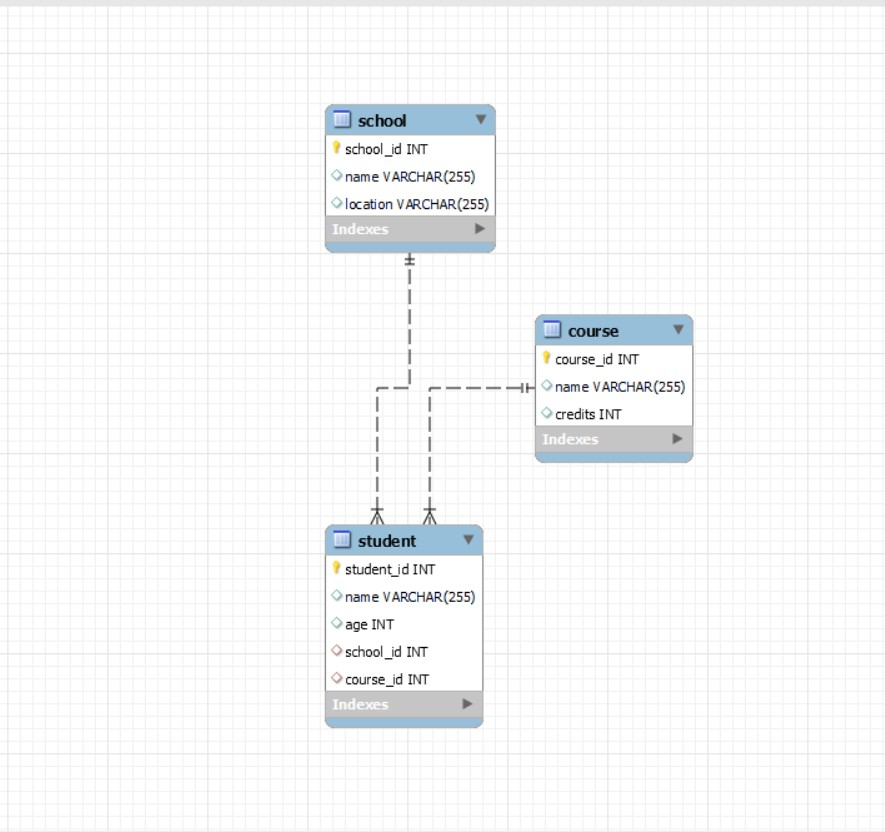 school
school_id INT
name VARCHAR(255)
location VARCHAR(255)
Indexes
course
course_id INT
name VARCHAR(255)
credits INT
Indexes
student
student_id INT
name VARCHAR(255)
age INT
school_id INT
course_id INT
Indexes